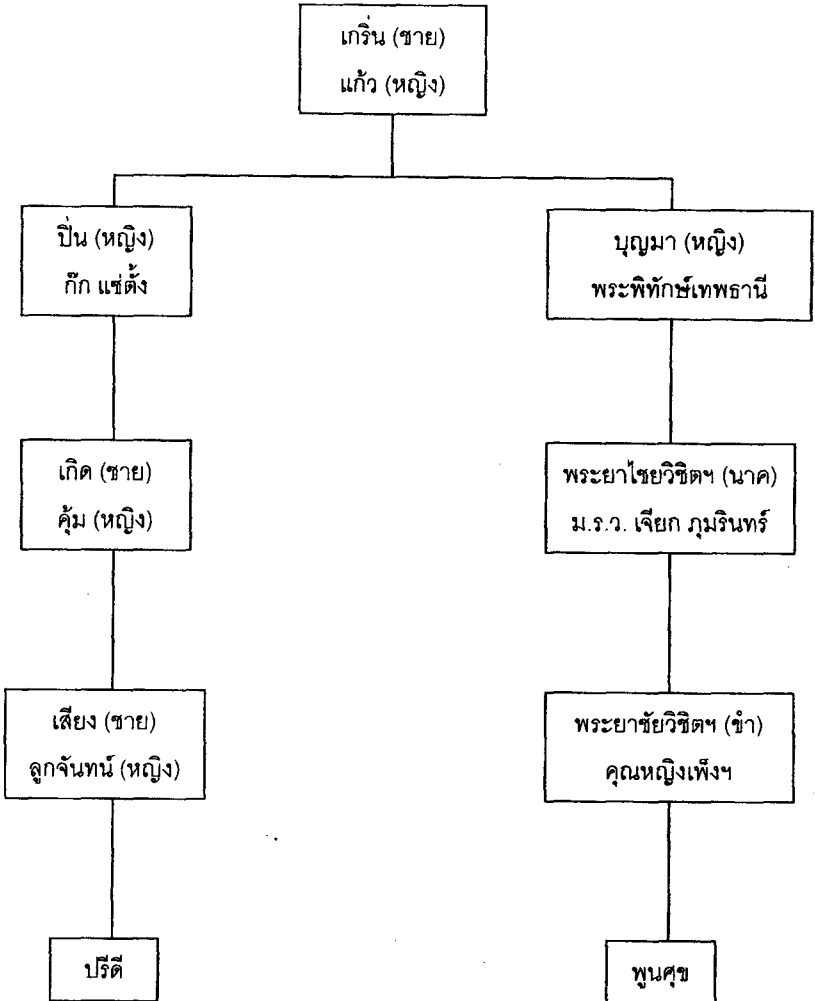 เกริ่น (ชาย)
แก้ว (หญิง)
ปิ่น (หญิง)
ก๊ก แซ่ตั้ง
บุญมา (หญิง)
พระพิทักษ์เทพธานี
เกิด (ชาย)
คุ้ม (หญิง)
พระยาไชยวิชิตฯ (นาค)
ม.ร.ว. เจียก ภุมรินทร์
เสียง (ชาย)
ลูกจันทน์ (หญิง)
พระยาชัยวิชิตฯ (ขำ)
คุณหญิงเพ็งฯ
ปรีดี
พูนศุข